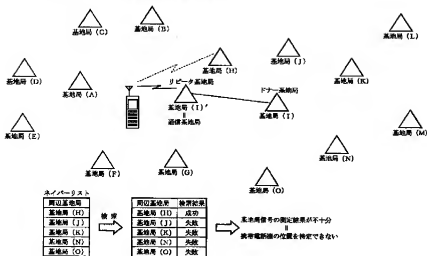 基地局 (C)
基地局 (B)
基地局 (L)
リピータ基地局
基地局 (H)
基地局 (J)
基地局 (D)
基地局 (A)
基地局 (K)
ドナー基地局
基地局 (I)'
||
通信基地局
基地局 (I)
基地局 (E)
基地局 (M)
基地局 (N)
基地局 (F)
基地局 (G)
基地局 (O)
ネイバーリスト
周辺基地局
基地局 (H)
基地局 (J)
基地局 (K)
基地局 (N)
基地局 (O)
検索
周辺基地局 検索結果
基地局 (H) 成功
基地局 (J) 失敗
基地局 (K) 失敗
基地局 (N) 失敗
基地局 (O) 失敗
基地局信号の測定結果が不十分
||
携帯電話機の位置を特定できない